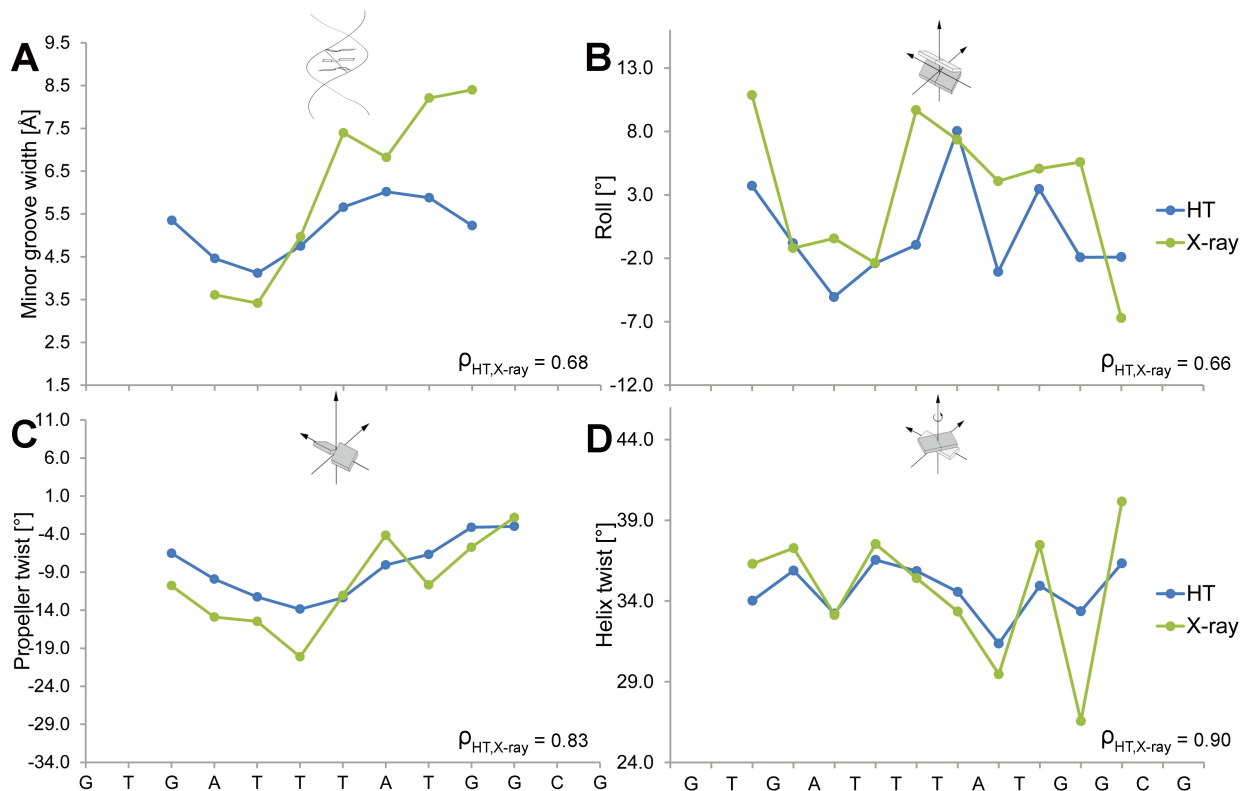 A
Minor groove width [Å]
9.5
8.5
7.5
6.5
5.5
4.5
3.5
2.5
1.5
ρHT,X-ray = 0.68
B
Roll [°]
13.0
8.0
3.0
-2.0
-7.0
-12.0
HT
X-ray
ρHT,X-ray = 0.66
C
Propeller twist [°]
11.0
6.0
1.0
-4.0
-9.0
-14.0
-19.0
-24.0
-29.0
-34.0
ρHT,X-ray = 0.83
G T G A T T T A T G G C G
D
Helix twist [°]
44.0
39.0
34.0
29.0
24.0
HT
X-ray
ρHT,X-ray = 0.90
G T G A T T T A T G G C G